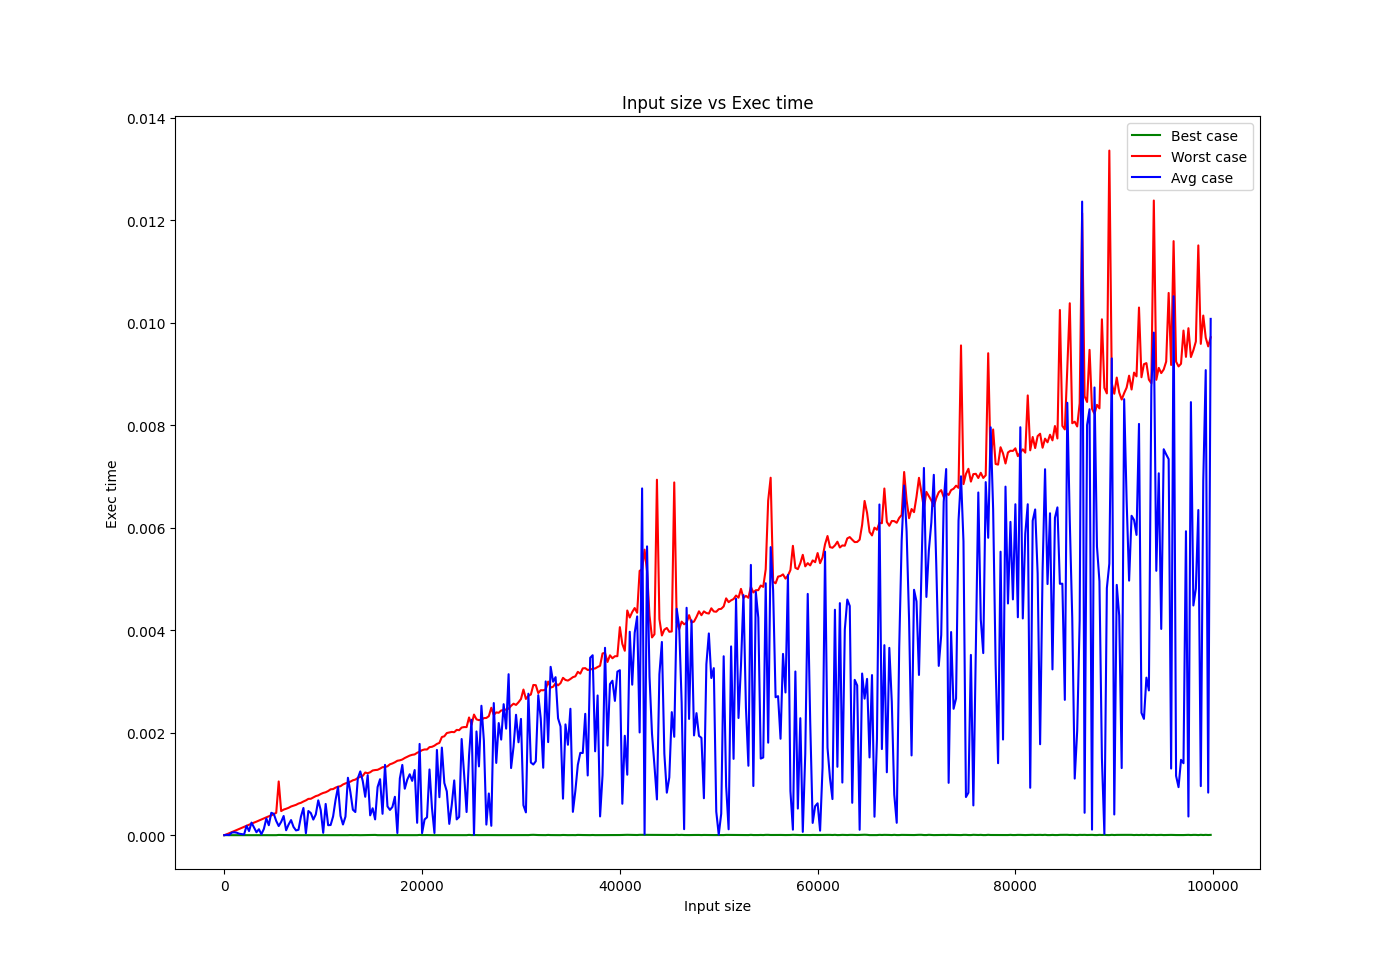 Input size vs Exec time
Best case
Worst case
Avg case
0.014
0.012
0.010
0.008
0.006
0.004
0.002
0.000
Exec time
0 20000 40000 60000 80000 100000
Input size